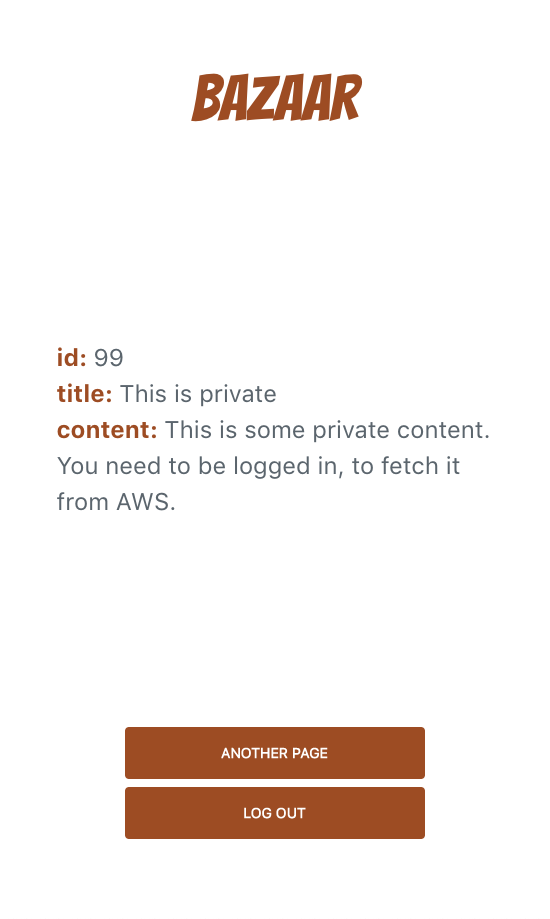 BAZAAR
id: 99
title: This is private
content: This is some private content.
You need to be logged in, to fetch it
from AWS.
ANOTHER PAGE
LOG OUT